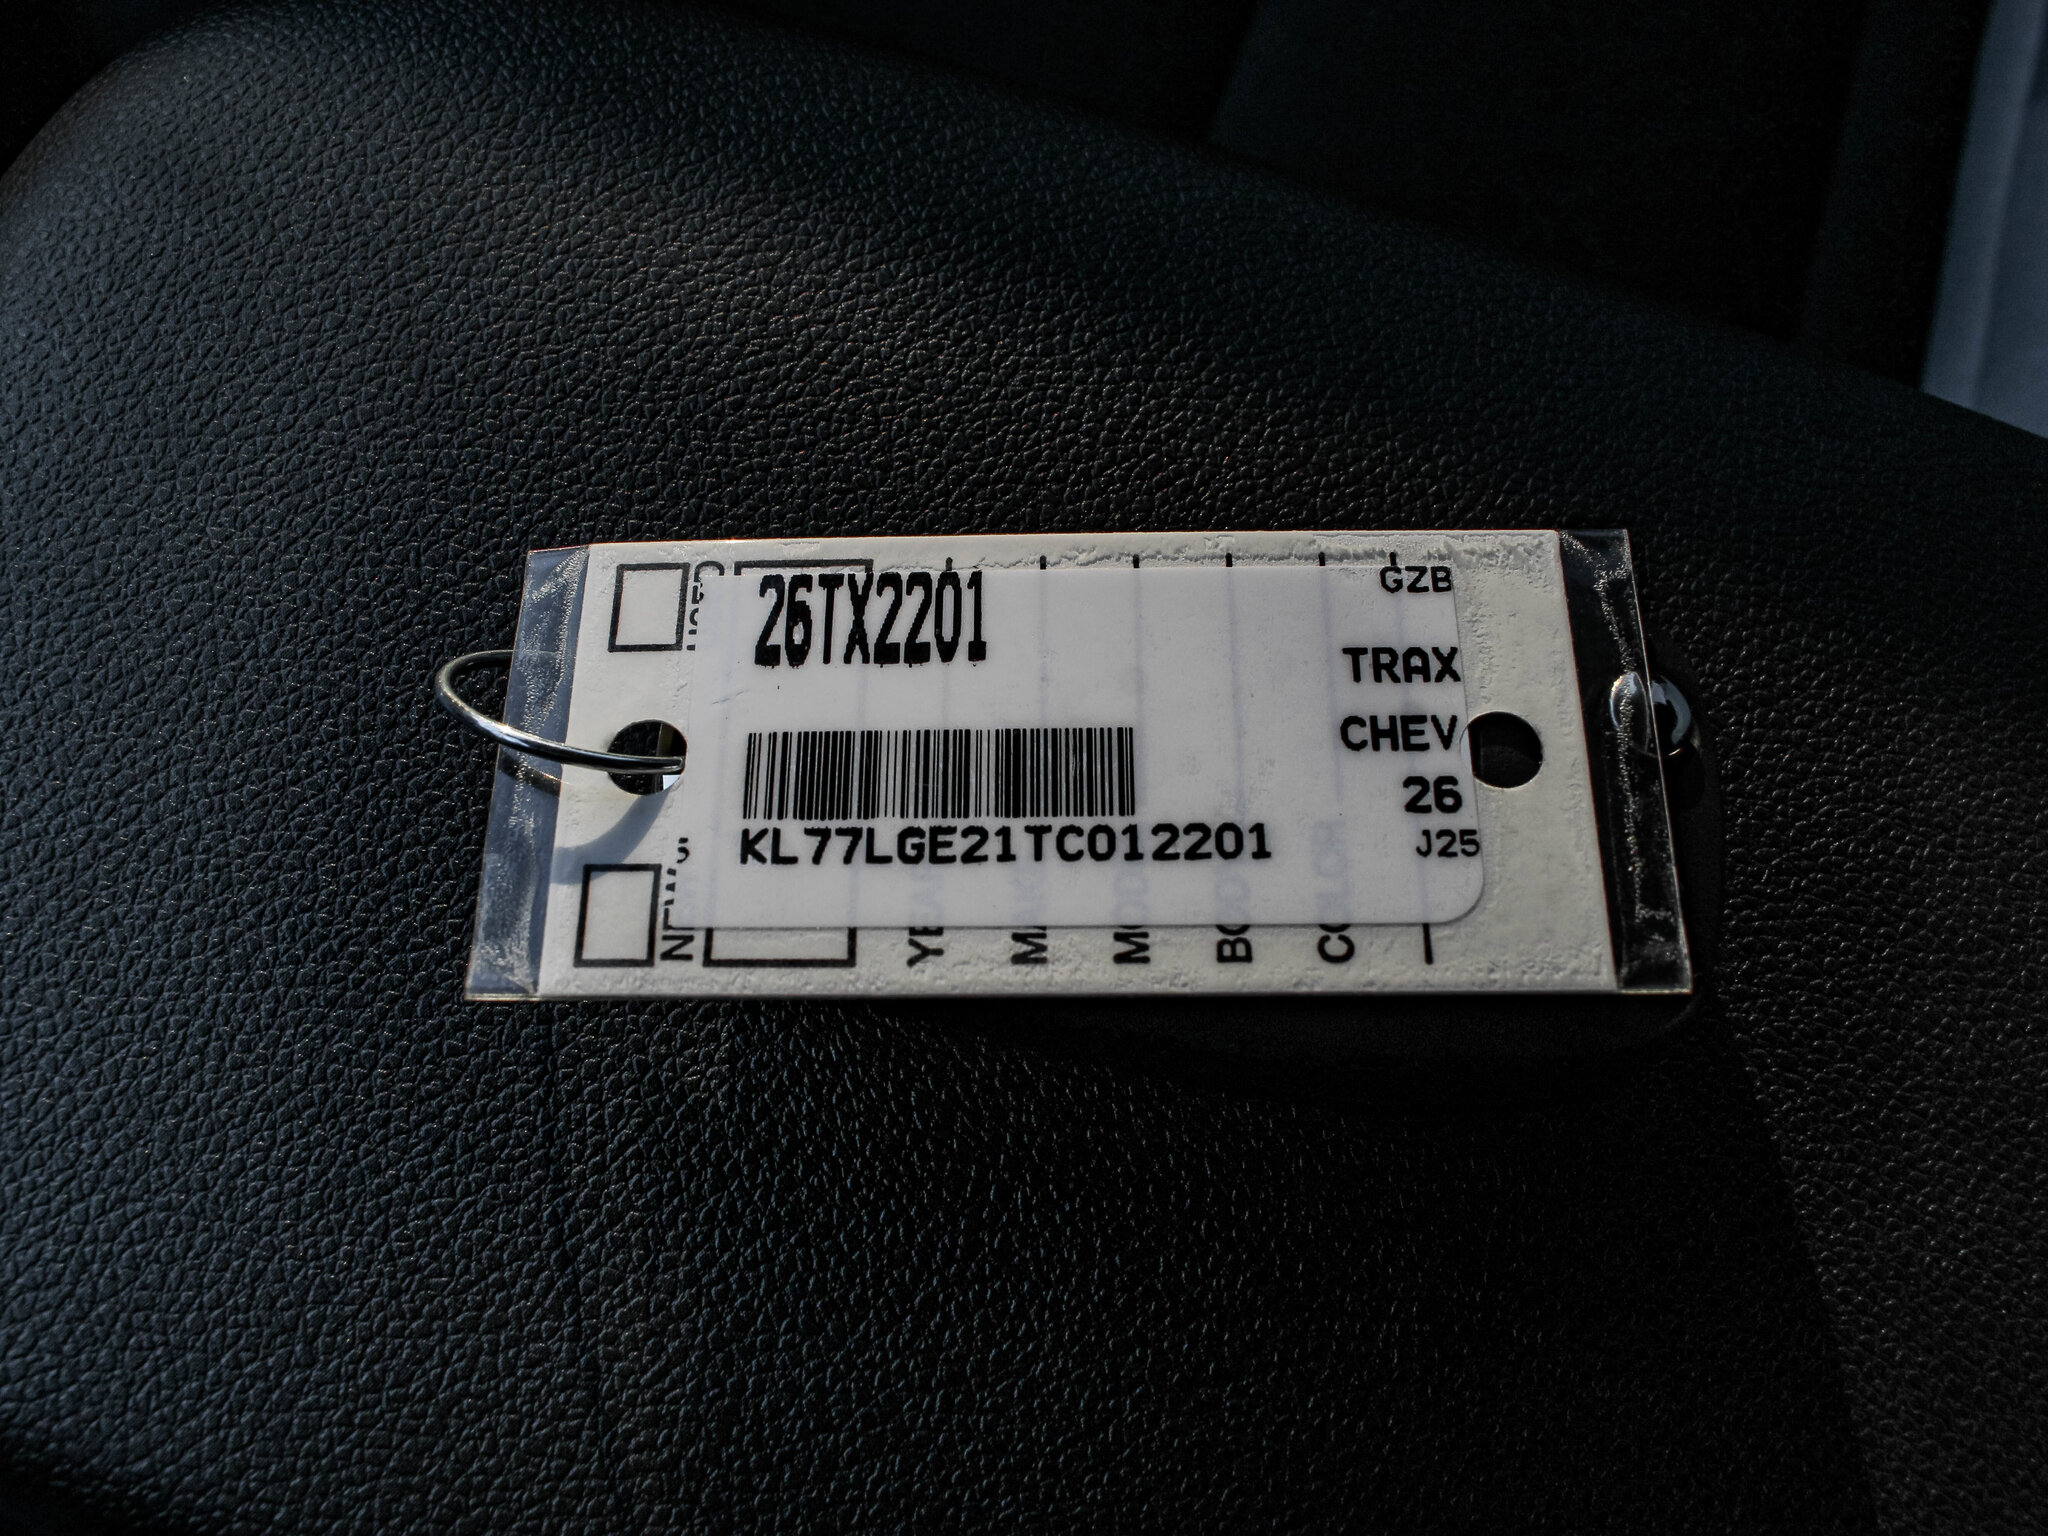 26TX2201
GZB
TRAX
CHEV
26
KL77LGE21TC012201
J25